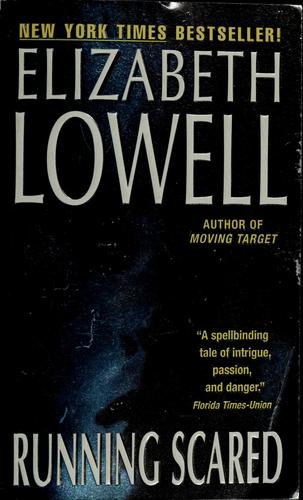 NEW YORK TIMES BESTSELLER!
ELIZABETH
LOWELL
AUTHOR OF
MOVING TARGET
"A spellbinding
tale of intrigue,
passion,
and danger."
Florida Times-Union
RUNNING SCARED